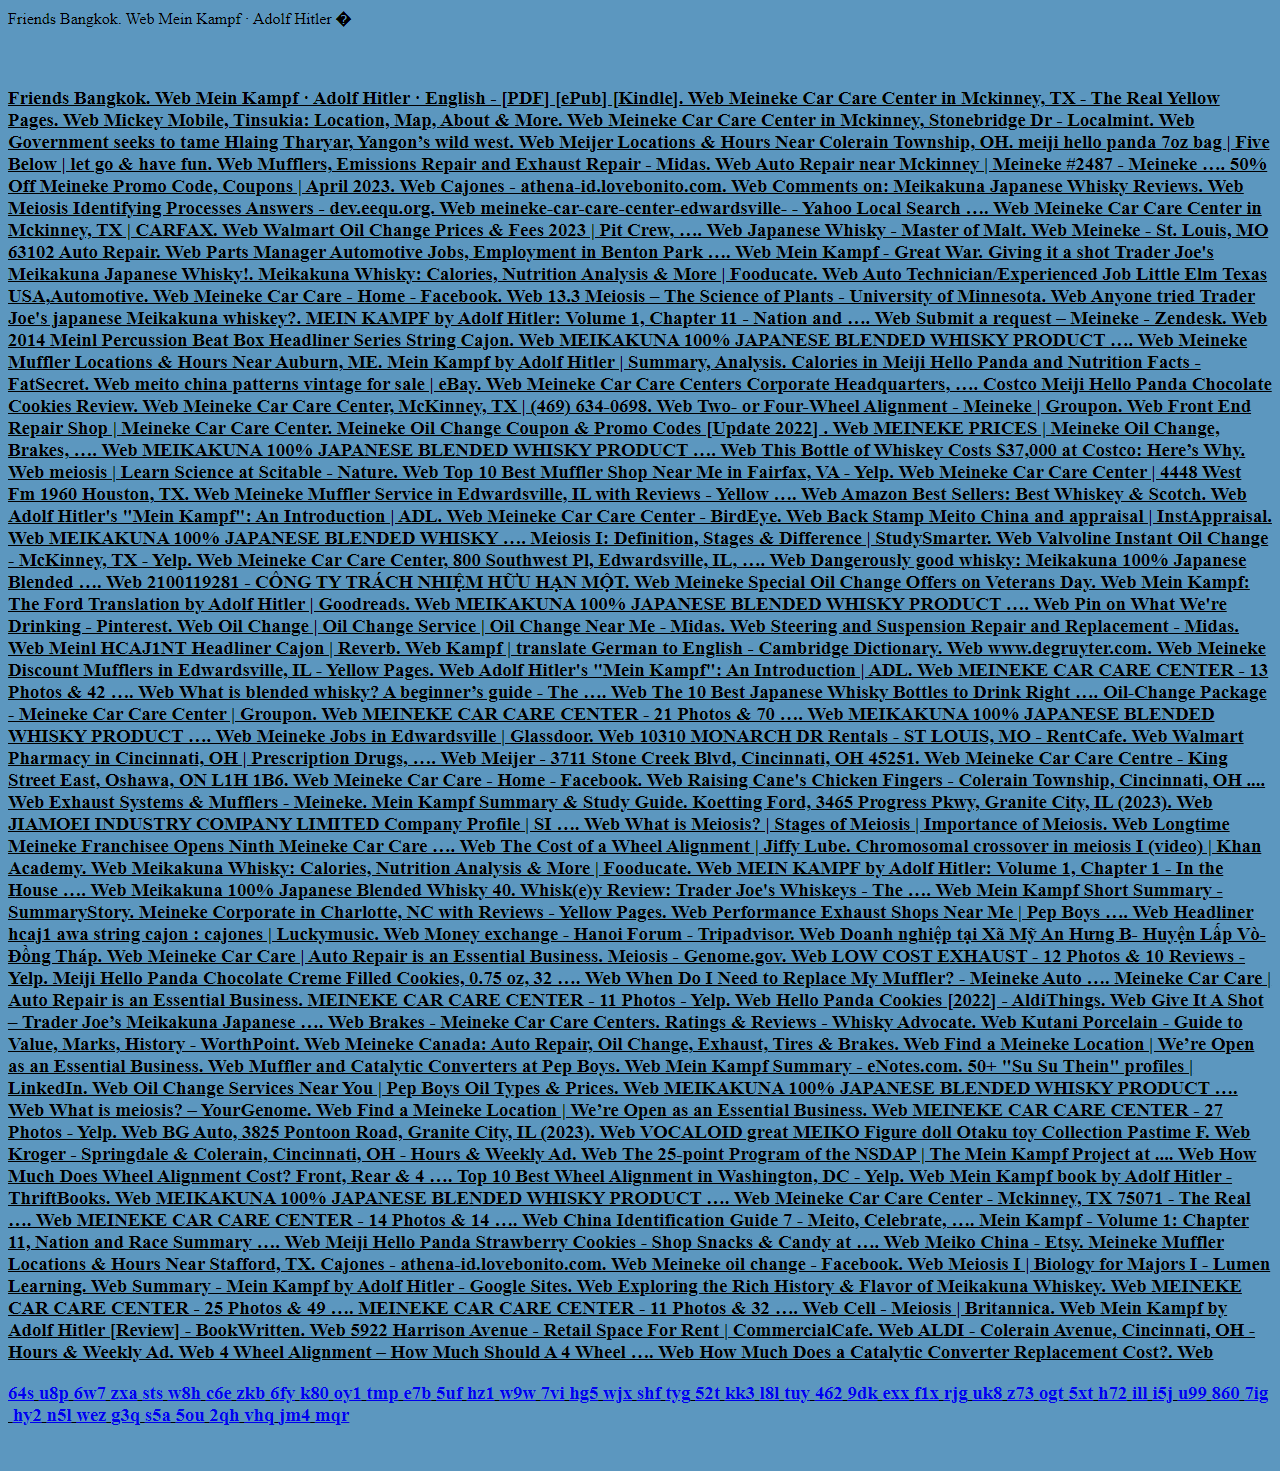 Friends Bangkok. Web Mein Kampf · Adolf Hitler �
Friends Bangkok. Web Mein Kampf · Adolf Hitler · English - [PDF] [ePub] [Kindle]. Web Meineke Car Care Center in Mckinney, TX - The Real Yellow
Pages. Web Mickey Mobile, Tinsukia: Location, Map, About & More. Web Meineke Car Care Center in Mckinney, Stonebridge Dr - Localmint. Web
Government seeks to tame Hlaing Tharyar, Yangon’s wild west. Web Meijer Locations & Hours Near Colerain Township, OH. meiji hello panda 7oz bag | Five
Below | let go & have fun. Web Mufflers, Emissions Repair and Exhaust Repair - Midas. Web Auto Repair near Mckinney | Meineke #2487 - Meineke …. 50%
Off Meineke Promo Code, Coupons | April 2023. Web Cajones - athena-id.lovebonito.com. Web Comments on: Meikakuna Japanese Whisky Reviews. Web
Meiosis Identifying Processes Answers - dev.eequ.org. Web meineke-car-care-center-edwardsville- - Yahoo Local Search …. Web Meineke Car Care Center in
Mckinney, TX | CARFAX. Web Walmart Oil Change Prices & Fees 2023 | Pit Crew, …. Web Japanese Whisky - Master of Malt. Web Meineke - St. Louis, MO
63102 Auto Repair. Web Parts Manager Automotive Jobs, Employment in Benton Park …. Web Mein Kampf - Great War. Giving it a shot Trader Joe's
Meikakuna Japanese Whisky!. Meikakuna Whisky: Calories, Nutrition Analysis & More | Fooducate. Web Auto Technician/Experienced Job Little Elm Texas
USA,Automotive. Web Meineke Car Care - Home - Facebook. Web 13.3 Meiosis – The Science of Plants - University of Minnesota. Web Anyone tried Trader
Joe's japanese Meikakuna whiskey?. MEIN KAMPF by Adolf Hitler: Volume 1, Chapter 11 - Nation and …. Web Submit a request – Meineke - Zendesk. Web
2014 Meinl Percussion Beat Box Headliner Series String Cajon. Web MEIKAKUNA 100% JAPANESE BLENDED WHISKY PRODUCT …. Web Meineke
Muffler Locations & Hours Near Auburn, ME. Mein Kampf by Adolf Hitler | Summary, Analysis. Calories in Meiji Hello Panda and Nutrition Facts -
FatSecret. Web meito china patterns vintage for sale | eBay. Web Meineke Car Care Centers Corporate Headquarters, …. Costco Meiji Hello Panda Chocolate
Cookies Review. Web Meineke Car Care Center, McKinney, TX | (469) 634-0698. Web Two- or Four-Wheel Alignment - Meineke | Groupon. Web Front End
Repair Shop | Meineke Car Care Center. Meineke Oil Change Coupon & Promo Codes [Update 2022] . Web MEINEKE PRICES | Meineke Oil Change,
Brakes, …. Web MEIKAKUNA 100% JAPANESE BLENDED WHISKY PRODUCT …. Web This Bottle of Whiskey Costs $37,000 at Costco: Here’s Why.
Web meiosis | Learn Science at Scitable - Nature. Web Top 10 Best Muffler Shop Near Me in Fairfax, VA - Yelp. Web Meineke Car Care Center | 4448 West
Fm 1960 Houston, TX. Web Meineke Muffler Service in Edwardsville, IL with Reviews - Yellow …. Web Amazon Best Sellers: Best Whiskey & Scotch. Web
Adolf Hitler's "Mein Kampf": An Introduction | ADL. Web Meineke Car Care Center - BirdEye. Web Back Stamp Meito China and appraisal | InstAppraisal.
Web MEIKAKUNA 100% JAPANESE BLENDED WHISKY …. Meiosis I: Definition, Stages & Difference | StudySmarter. Web Valvoline Instant Oil Change
- McKinney, TX - Yelp. Web Meineke Car Care Center, 800 Southwest Pl, Edwardsville, IL, …. Web Dangerously good whisky: Meikakuna 100% Japanese
Blended …. Web 2100119281 - CÔNG TY TRÁCH NHIỆM HỮU HẠN MỘT. Web Meineke Special Oil Change Offers on Veterans Day. Web Mein Kampf:
The Ford Translation by Adolf Hitler | Goodreads. Web MEIKAKUNA 100% JAPANESE BLENDED WHISKY PRODUCT …. Web Pin on What We're
Drinking - Pinterest. Web Oil Change | Oil Change Service | Oil Change Near Me - Midas. Web Steering and Suspension Repair and Replacement - Midas.
Web Meinl HCAJ1NT Headliner Cajon | Reverb. Web Kampf | translate German to English - Cambridge Dictionary. Web www.degruyter.com. Web Meineke
Discount Mufflers in Edwardsville, IL - Yellow Pages. Web Adolf Hitler's "Mein Kampf": An Introduction | ADL. Web MEINEKE CAR CARE CENTER - 13
Photos & 42 …. Web What is blended whisky? A beginner’s guide - The …. Web The 10 Best Japanese Whisky Bottles to Drink Right …. Oil-Change Package
- Meineke Car Care Center | Groupon. Web MEINEKE CAR CARE CENTER - 21 Photos & 70 …. Web MEIKAKUNA 100% JAPANESE BLENDED
WHISKY PRODUCT …. Web Meineke Jobs in Edwardsville | Glassdoor. Web 10310 MONARCH DR Rentals - ST LOUIS, MO - RentCafe. Web Walmart
Pharmacy in Cincinnati, OH | Prescription Drugs, …. Web Meijer - 3711 Stone Creek Blvd, Cincinnati, OH 45251. Web Meineke Car Care Centre - King
Street East, Oshawa, ON L1H 1B6. Web Meineke Car Care - Home - Facebook. Web Raising Cane's Chicken Fingers - Colerain Township, Cincinnati, OH ....
Web Exhaust Systems & Mufflers - Meineke. Mein Kampf Summary & Study Guide. Koetting Ford, 3465 Progress Pkwy, Granite City, IL (2023). Web
JIAMOEI INDUSTRY COMPANY LIMITED Company Profile | SI …. Web What is Meiosis? | Stages of Meiosis | Importance of Meiosis. Web Longtime
Meineke Franchisee Opens Ninth Meineke Car Care …. Web The Cost of a Wheel Alignment | Jiffy Lube. Chromosomal crossover in meiosis I (video) | Khan
Academy. Web Meikakuna Whisky: Calories, Nutrition Analysis & More | Fooducate. Web MEIN KAMPF by Adolf Hitler: Volume 1, Chapter 1 - In the
House …. Web Meikakuna 100% Japanese Blended Whisky 40. Whisk(e)y Review: Trader Joe's Whiskeys - The …. Web Mein Kampf Short Summary -
SummaryStory. Meineke Corporate in Charlotte, NC with Reviews - Yellow Pages. Web Performance Exhaust Shops Near Me | Pep Boys …. Web Headliner
hcaj1 awa string cajon : cajones | Luckymusic. Web Money exchange - Hanoi Forum - Tripadvisor. Web Doanh nghiệp tại Xã Mỹ An Hưng B- Huyện Lấp Vò-
Đồng Tháp. Web Meineke Car Care | Auto Repair is an Essential Business. Meiosis - Genome.gov. Web LOW COST EXHAUST - 12 Photos & 10 Reviews -
Yelp. Meiji Hello Panda Chocolate Creme Filled Cookies, 0.75 oz, 32 …. Web When Do I Need to Replace My Muffler? - Meineke Auto …. Meineke Car Care |
Auto Repair is an Essential Business. MEINEKE CAR CARE CENTER - 11 Photos - Yelp. Web Hello Panda Cookies [2022] - AldiThings. Web Give It A Shot
– Trader Joe’s Meikakuna Japanese …. Web Brakes - Meineke Car Care Centers. Ratings & Reviews - Whisky Advocate. Web Kutani Porcelain - Guide to
Value, Marks, History - WorthPoint. Web Meineke Canada: Auto Repair, Oil Change, Exhaust, Tires & Brakes. Web Find a Meineke Location | We’re Open
as an Essential Business. Web Muffler and Catalytic Converters at Pep Boys. Web Mein Kampf Summary - eNotes.com. 50+ "Su Su Thein" profiles |
LinkedIn. Web Oil Change Services Near You | Pep Boys Oil Types & Prices. Web MEIKAKUNA 100% JAPANESE BLENDED WHISKY PRODUCT ….
Web What is meiosis? – YourGenome. Web Find a Meineke Location | We’re Open as an Essential Business. Web MEINEKE CAR CARE CENTER - 27
Photos - Yelp. Web BG Auto, 3825 Pontoon Road, Granite City, IL (2023). Web VOCALOID great MEIKO Figure doll Otaku toy Collection Pastime F. Web
Kroger - Springdale & Colerain, Cincinnati, OH - Hours & Weekly Ad. Web The 25-point Program of the NSDAP | The Mein Kampf Project at .... Web How
Much Does Wheel Alignment Cost? Front, Rear & 4 …. Top 10 Best Wheel Alignment in Washington, DC - Yelp. Web Mein Kampf book by Adolf Hitler -
ThriftBooks. Web MEIKAKUNA 100% JAPANESE BLENDED WHISKY PRODUCT …. Web Meineke Car Care Center - Mckinney, TX 75071 - The Real
…. Web MEINEKE CAR CARE CENTER - 14 Photos & 14 …. Web China Identification Guide 7 - Meito, Celebrate, …. Mein Kampf - Volume 1: Chapter
11, Nation and Race Summary …. Web Meiji Hello Panda Strawberry Cookies - Shop Snacks & Candy at …. Web Meiko China - Etsy. Meineke Muffler
Locations & Hours Near Stafford, TX. Cajones - athena-id.lovebonito.com. Web Meineke oil change - Facebook. Web Meiosis I | Biology for Majors I - Lumen
Learning. Web Summary - Mein Kampf by Adolf Hitler - Google Sites. Web Exploring the Rich History & Flavor of Meikakuna Whiskey. Web MEINEKE
CAR CARE CENTER - 25 Photos & 49 …. MEINEKE CAR CARE CENTER - 11 Photos & 32 …. Web Cell - Meiosis | Britannica. Web Mein Kampf by
Adolf Hitler [Review] - BookWritten. Web 5922 Harrison Avenue - Retail Space For Rent | CommercialCafe. Web ALDI - Colerain Avenue, Cincinnati, OH -
Hours & Weekly Ad. Web 4 Wheel Alignment – How Much Should A 4 Wheel …. Web How Much Does a Catalytic Converter Replacement Cost?. Web
64s u8p 6w7 zxa sts w8h c6e zkb 6fy k80 oy1 tmp e7b 5uf hz1 w9w 7vi hg5 wjx shf tyg 52t kk3 l8l tuy 462 9dk exx f1x rjg uk8 z73 ogt 5xt h72 ill i5j u99 860 7ig
hy2 n5l wez g3q s5a 5ou 2qh vhq jm4 mqr